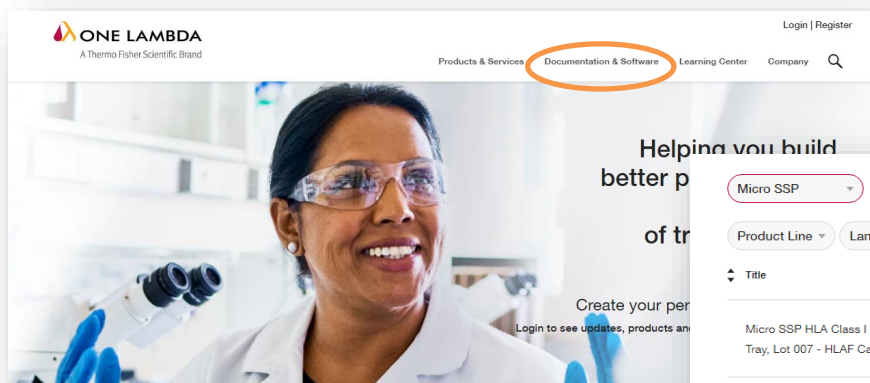 ONE LAMBDA
A Thermo Fisher Scientific Brand
Login | Register
Products & Services Documentation & Software Learning Center Company
Helping you build
better p
of tr
Create your per
Login to see updates, products an
Micro SSP
Product Line Lan
Title
Micro SSP HLA Class I
Tray, Lot 007 - HLAF Ca